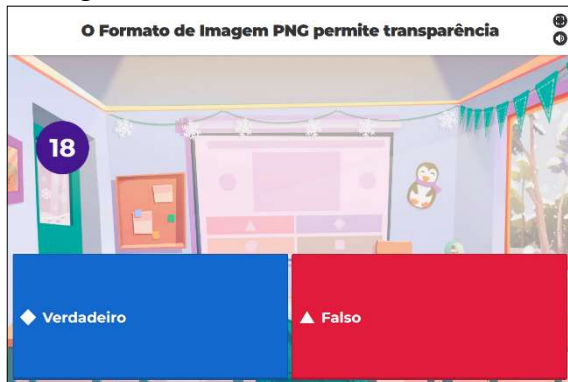 O Formato de Imagem PNG permite transparência
18
Verdadeiro
Falso